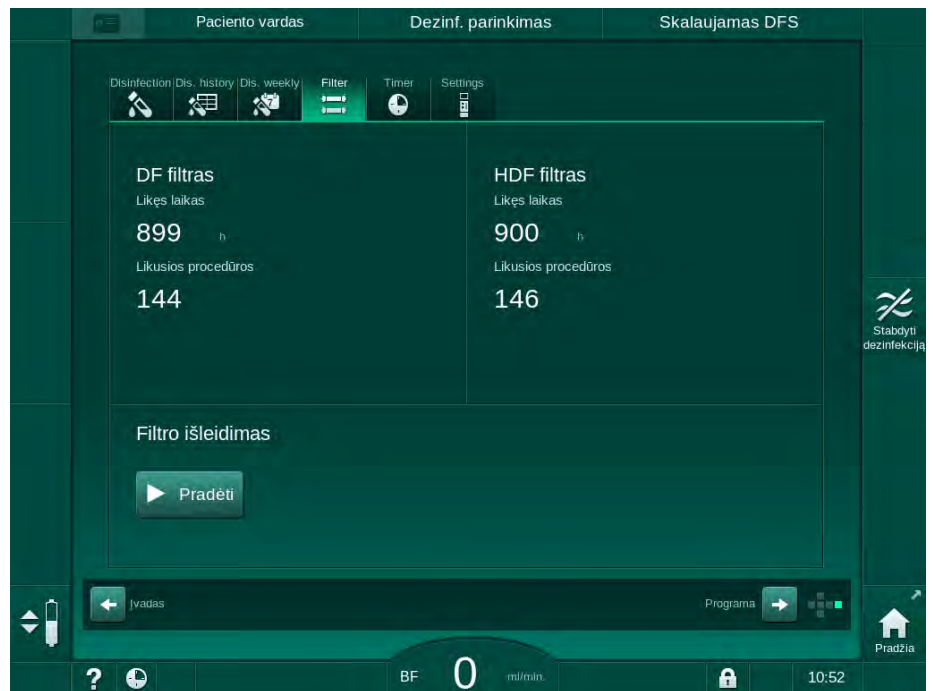 Paciento vardas
Dezinf. parinkimas
Skalaujamas DFS
Disinfection
Dis. history
Dis. weekly
Filter
Timer
Settings
7
DF filtras
Likęs laikas
899 h
Likusios procedūros
144
HDF filtras
Likęs laikas
900 h
Likusios procedūros
146
Stabdyti
dezinfekciją
Filtro išleidimas
Pradėti
Įvadas
Programa
Pradžia
?
BF 0 ml/min.
10:52